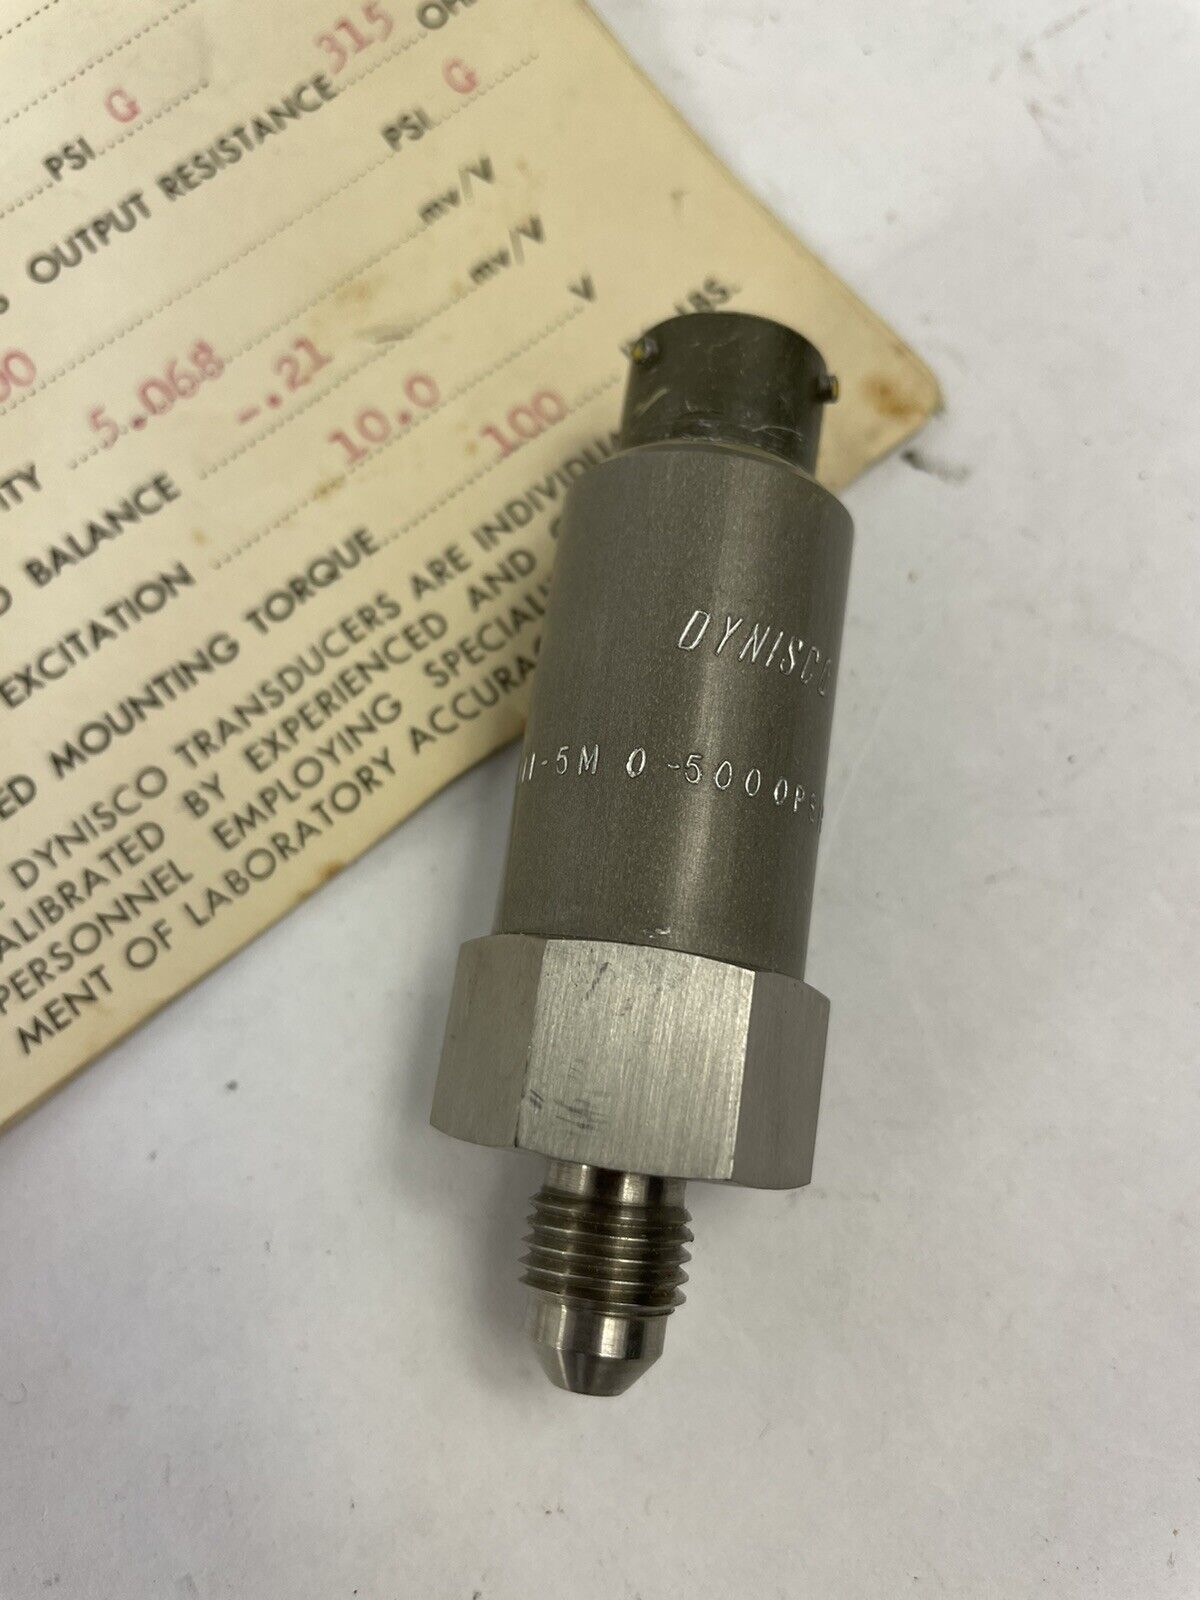 PSI G
OUTPUT RESISTANCE 315
PSI G
mv/V
5.068 mv/V
BALANCE -.21
EXCITATION 10.0 V
MOUNTING TORQUE 100 LBS.
DYNISCO TRANSDUCERS ARE
BY EXPERIENCED AND
PERSONNEL EMPLOYING
MENT OF LABORATORY
DYNISCO
-5M 0-5000